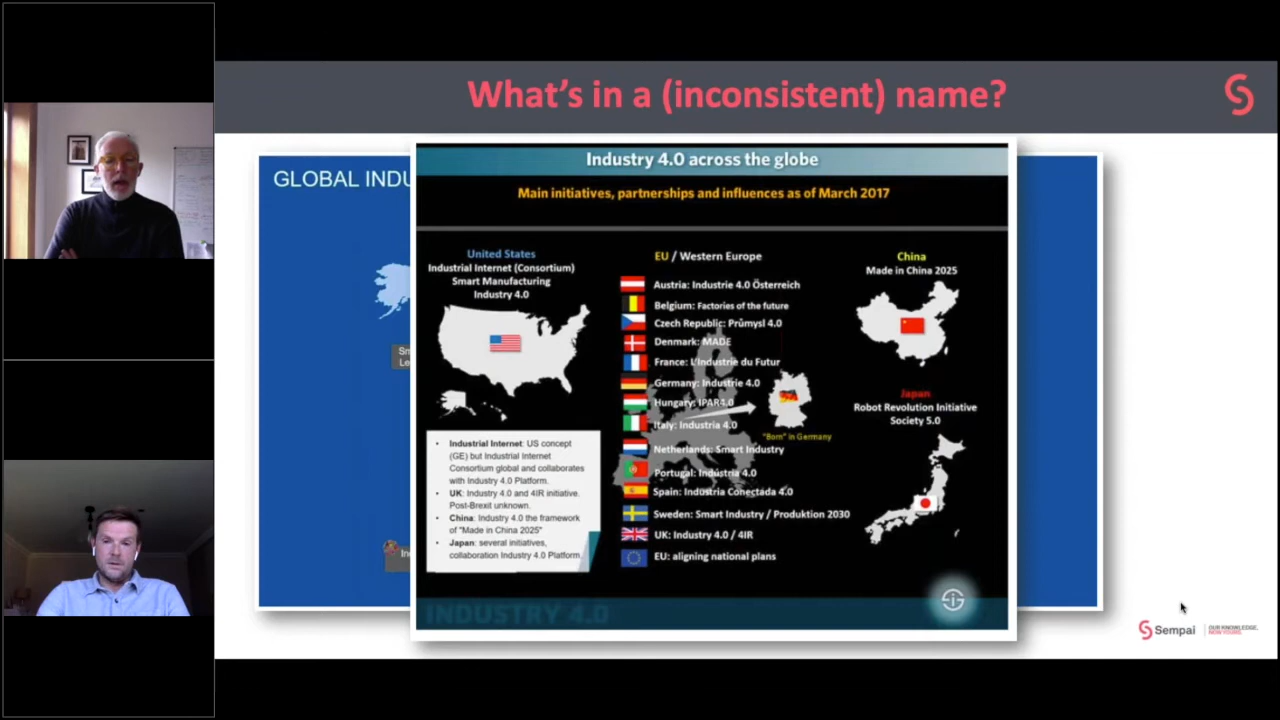 What's in a (inconsistent) name?
GLOBAL INDU
Industry 4.0 across the globe
Main initiatives, partnerships and influences as of March 2017
United States
Industrial Internet (Consortium)
Smart Manufacturing
Industry 4.0
• Industrial Internet: US concept
(GE) but Industrial Internet
Consortium global and collaborates
with Industry 4.0 Platform.
• UK: Industry 4.0 and 4IR initiative.
Post-Brexit unknown.
• China: Industry 4.0 the framework
of "Made in China 2025"
• Japan: several initiatives,
collaboration Industry 4.0 Platform.
EU / Western Europe
Austria: Industrie 4.0 Österreich
Belgium: Factories of the future
Czech Republic: Průmysl 4.0
Denmark: MADE
France: L'Industrie du Futur
Germany: Industrie 4.0
Hungary: IPAR4.0
Italy: Industria 4.0
Netherlands: Smart Industry
Portugal: Indústria 4.0
Spain: Industria Conectada 4.0
Sweden: Smart Industry / Produktion 2030
UK: Industry 4.0 / 4IR
EU: aligning national plans
"Born" in Germany
China
Made in China 2025
Japan
Robot Revolution Initiative
Society 5.0
Sm
Le
In
INDUSTRY 4.0
Sempai
OUR KNOWLEDGE,
NOW YOURS.